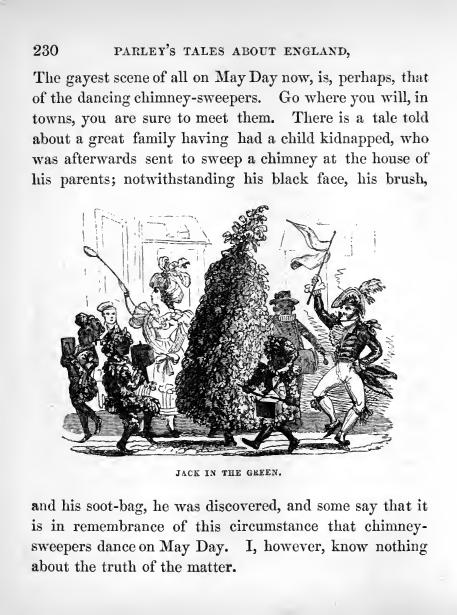 230 PARLEY'S TALES ABOUT ENGLAND,
The gayest scene of all on May Day now, is, perhaps, that
of the dancing chimney-sweepers. Go where you will, in
towns, you are sure to meet them. There is a tale told
about a great family having had a child kidnapped, who
was afterwards sent to sweep a chimney at the house of
his parents; notwithstanding his black face, his brush,
JACK IN THE GREEN.
and his soot-bag, he was discovered, and some say that it
is in remembrance of this circumstance that chimney-
sweepers dance on May Day. I, however, know nothing
about the truth of the matter.